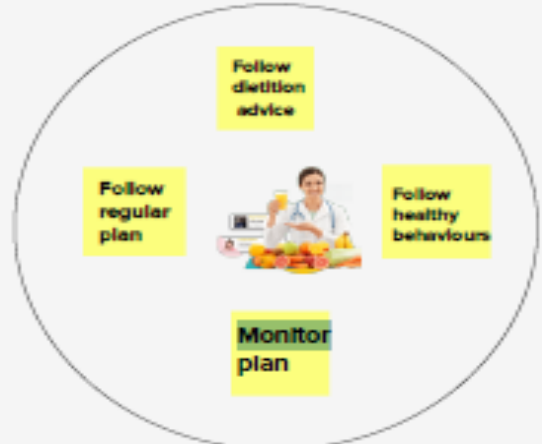 Follow
dietition
advice
Follow
regular
plan
Follow
healthy
behaviours
Monitor
plan